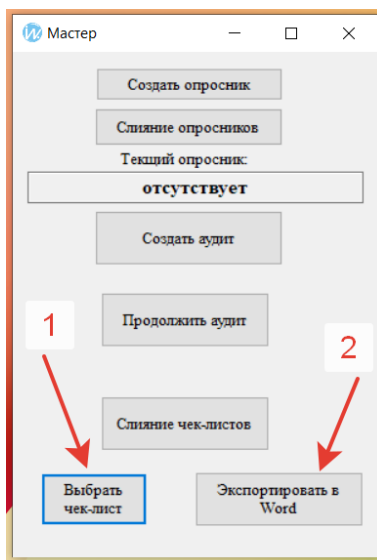 Мастер
Создать опросник
Слияние опросников
Текщий опросник:
отсутствует
Создать аудит
1
Продолжить аудит
2
Слияние чек-листов
Выбрать
чек-лист
Экспортировать в
Word